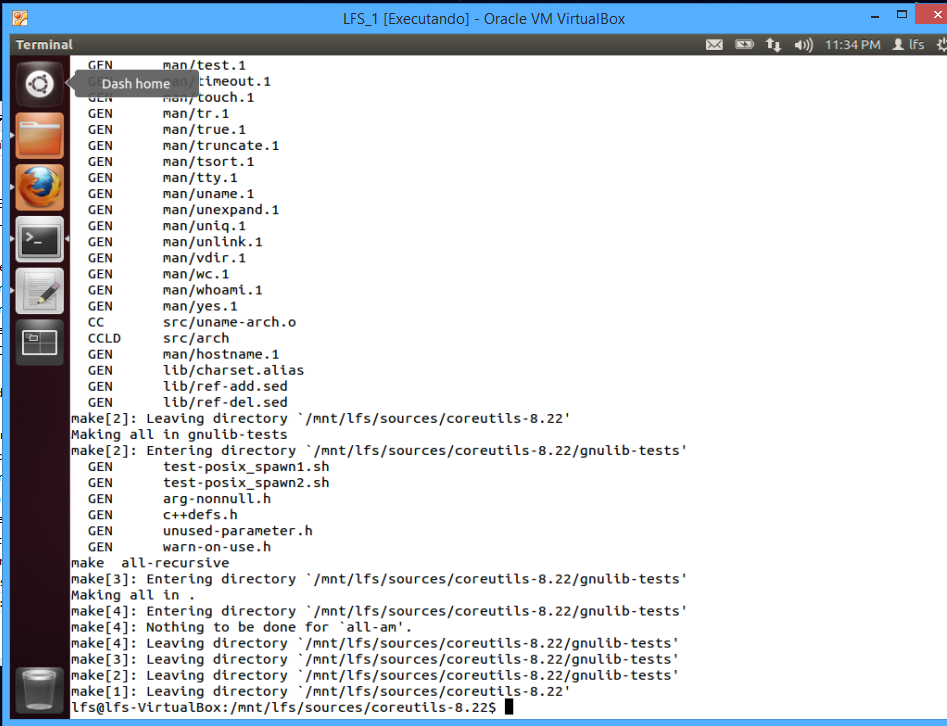 LFS_1 [Executando] - Oracle VM VirtualBox
Terminal 11:34 PM lfs
GEN man/test.1
Dash home
man/timeout.1
GEN man/touch.1
GEN man/tr.1
GEN man/true.1
GEN man/truncate.1
GEN man/tsort.1
GEN man/tty.1
GEN man/uname.1
GEN man/unexpand.1
GEN man/uniq.1
GEN man/unlink.1
GEN man/vdir.1
GEN man/wc.1
GEN man/whoami.1
GEN man/yes.1
CC src/uname-arch.o
CCLD src/arch
GEN man/hostname.1
GEN lib/charset.alias
GEN lib/ref-add.sed
GEN lib/ref-del.sed
make[2]: Leaving directory `/mnt/lfs/sources/coreutils-8.22'
Making all in gnulib-tests
make[2]: Entering directory `/mnt/lfs/sources/coreutils-8.22/gnulib-tests'
GEN test-posix_spawn1.sh
GEN test-posix_spawn2.sh
GEN arg-nonnull.h
GEN c++defs.h
GEN unused-parameter.h
GEN warn-on-use.h
make  all-recursive
make[3]: Entering directory `/mnt/lfs/sources/coreutils-8.22/gnulib-tests'
Making all in .
make[4]: Entering directory `/mnt/lfs/sources/coreutils-8.22/gnulib-tests'
make[4]: Nothing to be done for `all-am'.
make[4]: Leaving directory `/mnt/lfs/sources/coreutils-8.22/gnulib-tests'
make[3]: Leaving directory `/mnt/lfs/sources/coreutils-8.22/gnulib-tests'
make[2]: Leaving directory `/mnt/lfs/sources/coreutils-8.22/gnulib-tests'
make[1]: Leaving directory `/mnt/lfs/sources/coreutils-8.22'
lfs@lfs-VirtualBox:/mnt/lfs/sources/coreutils-8.22$